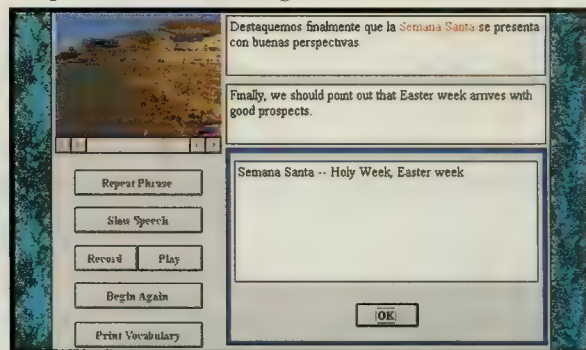 Destaquemos finalmente que la Semana Santa se presenta
con buenas perspectivas
Finally, we should point out that Easter week arrives with
good prospects.
Semana Santa -- Holy Week, Easter week
Repeat Phrase
Slow Speech
Record Play
Begin Again
OK
Print Vocabulary